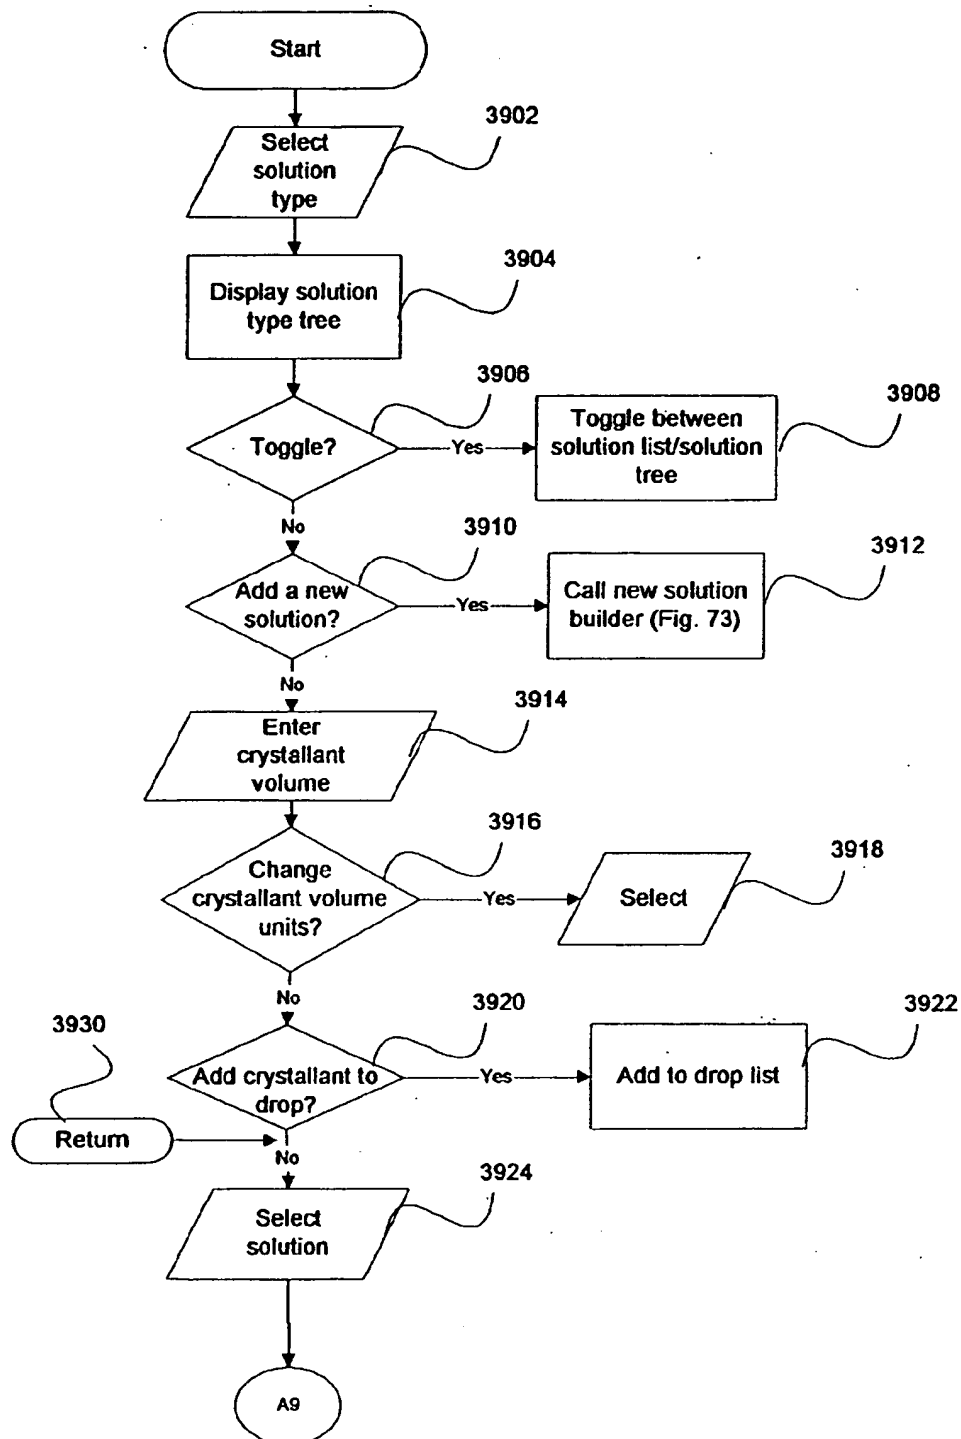 Start
3902
Select
solution
type
3904
Display solution
type tree
3906
Toggle?
Yes
Toggle between
solution list/solution
tree
3908
No
3910
Add a new
solution?
Yes
Call new solution
builder (Fig. 73)
3912
No
3914
Enter
crystallant
volume
3916
Change
crystallant volume
units?
Yes
Select
3918
No
3920
Add crystallant to
drop?
Yes
Add to drop list
3922
3930
Return
No
3924
Select
solution
A9